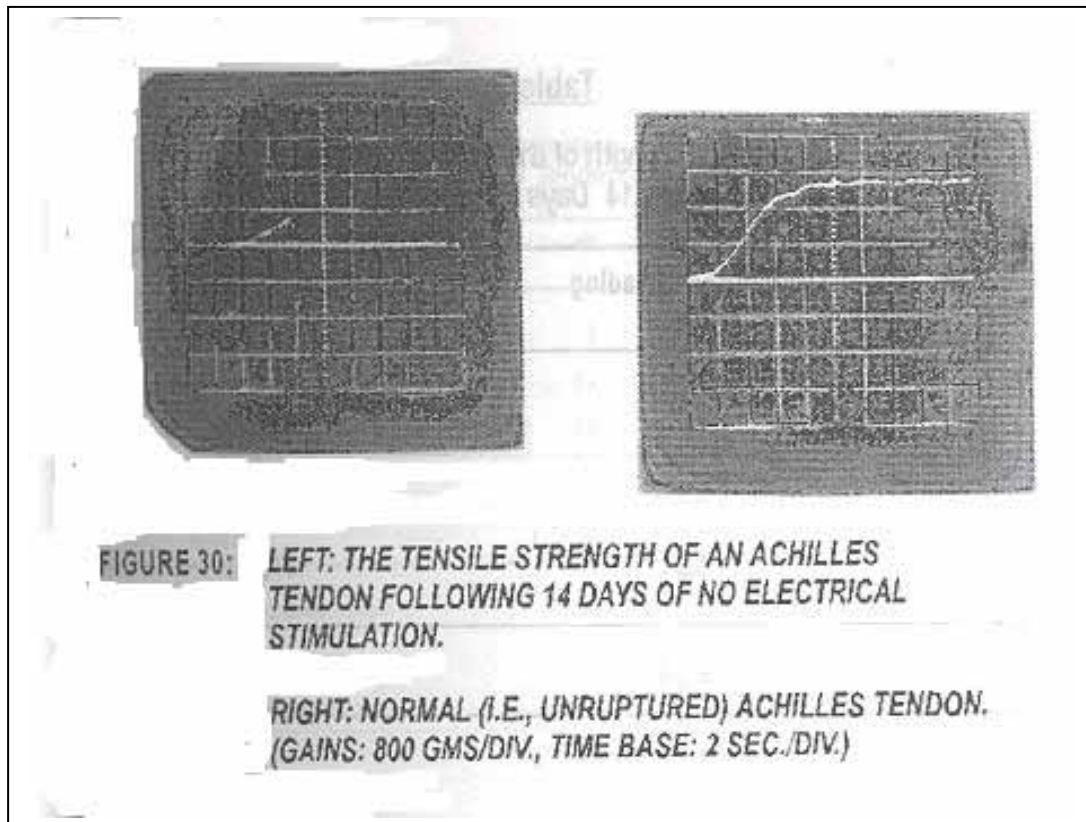 Table
FIGURE 30: LEFT: THE TENSILE STRENGTH OF AN ACHILLES
TENDON FOLLOWING 14 DAYS OF NO ELECTRICAL
STIMULATION.
RIGHT: NORMAL (I.E., UNRUPTURED) ACHILLES TENDON.
(GAINS: 800 GMS/DIV., TIME BASE: 2 SEC./DIV.)